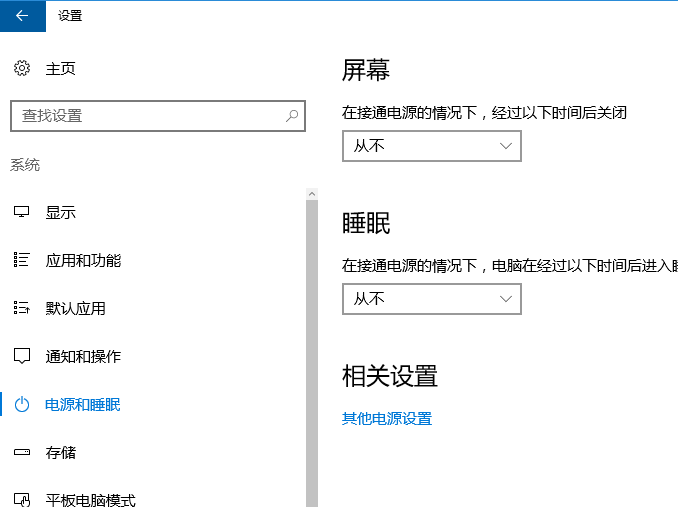 设置
主页
查找设置
系统
显示
应用和功能
默认应用
通知和操作
电源和睡眠
存储
平板电脑模式
屏幕
在接通电源的情况下，经过以下时间后关闭
从不
睡眠
在接通电源的情况下，电脑在经过以下时间后进入
从不
相关设置
其他电源设置